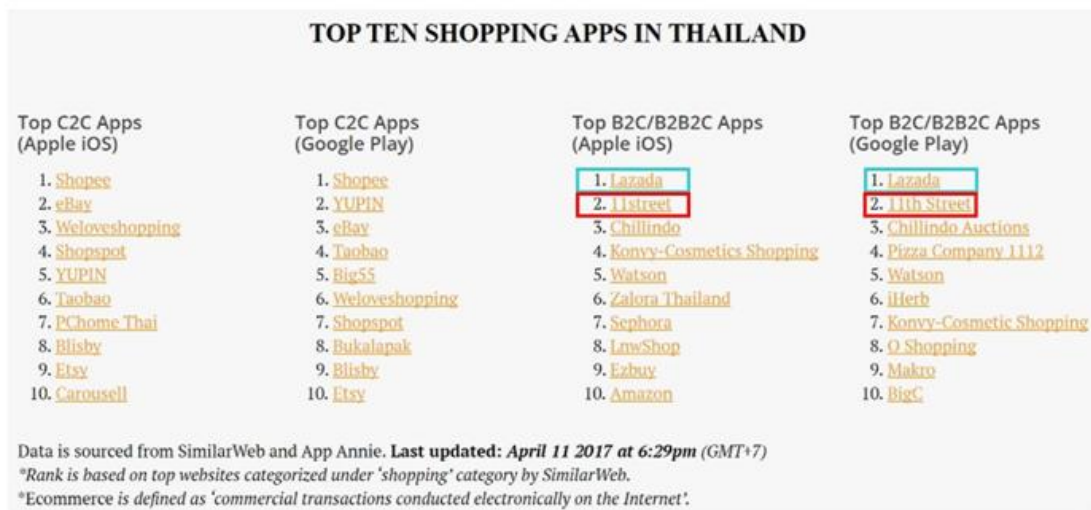 TOP TEN SHOPPING APPS IN THAILAND
Top C2C Apps
(Apple iOS)
1. Shopee
2. eBay
3. Weloveshopping
4. Shopspot
5. YUPIN
6. Taobao
7. PChome Thai
8. Blisby
9. Etsy
10. Carousell
Top C2C Apps
(Google Play)
1. Shopee
2. YUPIN
3. eBay
4. Taobao
5. Big55
6. Weloveshopping
7. Shopspot
8. Bukalapak
9. Blisby
10. Etsy
Top B2C/B2B2C Apps
(Apple iOS)
1. Lazada
2. 11street
3. Chillindo
4. Konvy-Cosmetics Shopping
5. Watson
6. Zalora Thailand
7. Sephora
8. LnwShop
9. Ezbuy
10. Amazon
Top B2C/B2B2C Apps
(Google Play)
1. Lazada
2. 11th Street
3. Chillindo Auctions
4. Pizza Company 1112
5. Watson
6. iHerb
7. Konvy-Cosmetic Shopping
8. O Shopping
9. Makro
10. BigC
Data is sourced from SimilarWeb and App Annie. Last updated: April 11 2017 at 6:29pm (GMT+7)
*Rank is based on top websites categorized under 'shopping' category by SimilarWeb.
*Ecommerce is defined as 'commercial transactions conducted electronically on the Internet'.